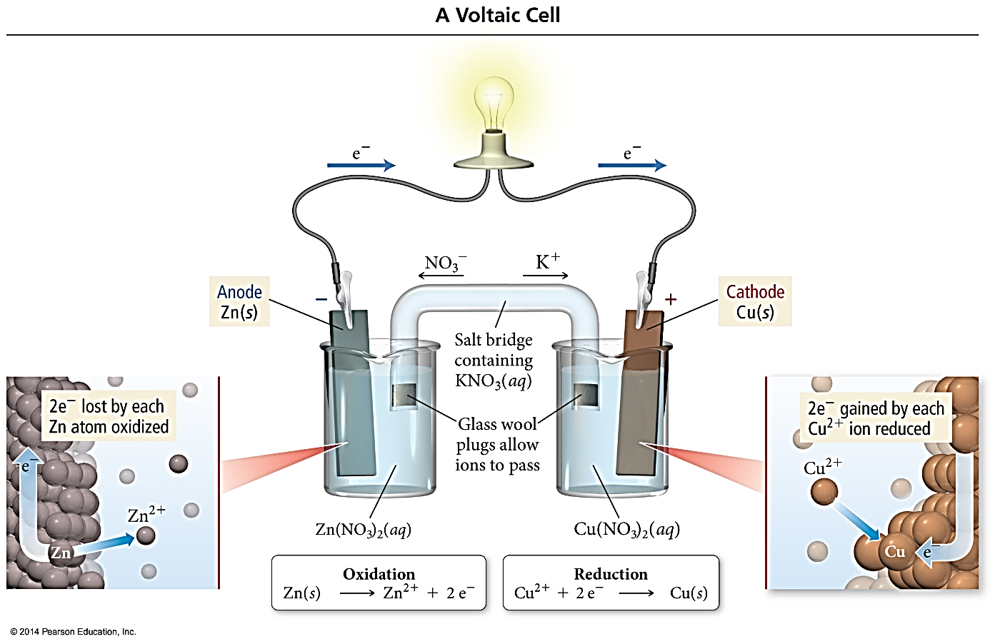 A Voltaic Cell
e⁻
e⁻
NO₃⁻
K⁺
Anode
Zn(s)
−
+
Cathode
Cu(s)
Salt bridge
containing
KNO₃(aq)
2e⁻ lost by each
Zn atom oxidized
e⁻
Zn²⁺
Zn
Glass wool
plugs allow
ions to pass
2e⁻ gained by each
Cu²⁺ ion reduced
Cu²⁺
Cu
e⁻
Zn(NO₃)₂(aq)
Cu(NO₃)₂(aq)
Oxidation
Zn(s) ⟶ Zn²⁺ + 2 e⁻
Reduction
Cu²⁺ + 2 e⁻ ⟶ Cu(s)
© 2014 Pearson Education, Inc.